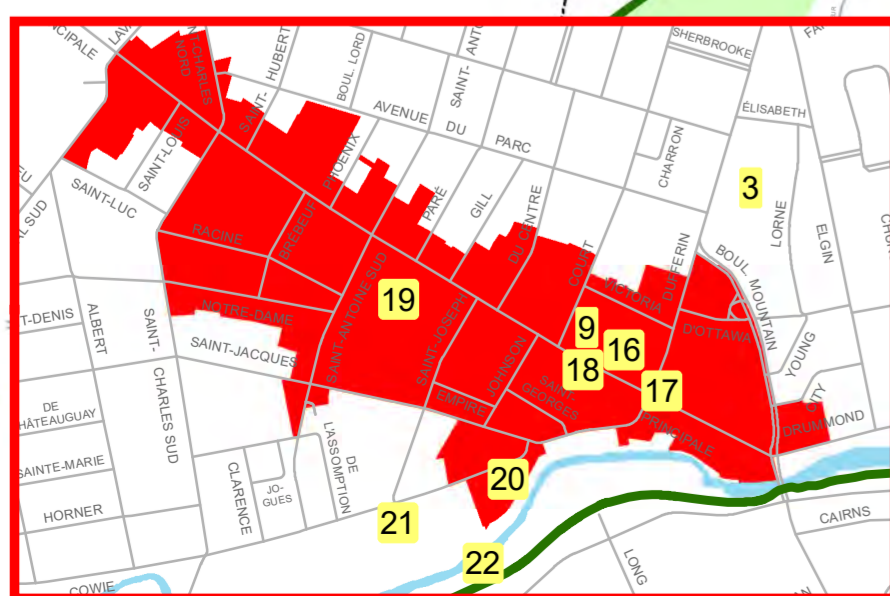 SHERBROOKE
ÉLISABETH
SAINT-
HUBERT
BOUL LORD
AVENUE
DU
PARC
SAINT-
CHARRON
3
LORNE
ELGIN
NORD
SAINT-LOUIS
SAINT-LUC
PHOENIX
PARÉ
GILL
DU CENTRE
COURT
DUFFERIN
BOUL
MOUNTAIN
RACINE
BRÉBEUF
NOTRE-DAME
SAINT-ANTOINE SUD
19
SAINT-JOSEPH
VICTORIA
D'OTTAWA
9
16
18
17
YOUNG
CITY
DRUMMOND
ALBERT
SAINT-
CHARLES SUD
SAINT-JACQUES
JOHNSON
SAINT-
GEORGES
EMPIRE
PRINCIPALE
DE
SAINTE-MARIE
HORNER
CLARENCE
JO-
GUES
DE
L'ASSOMPTION
20
21
22
LONG
CAIRNS
COWIE